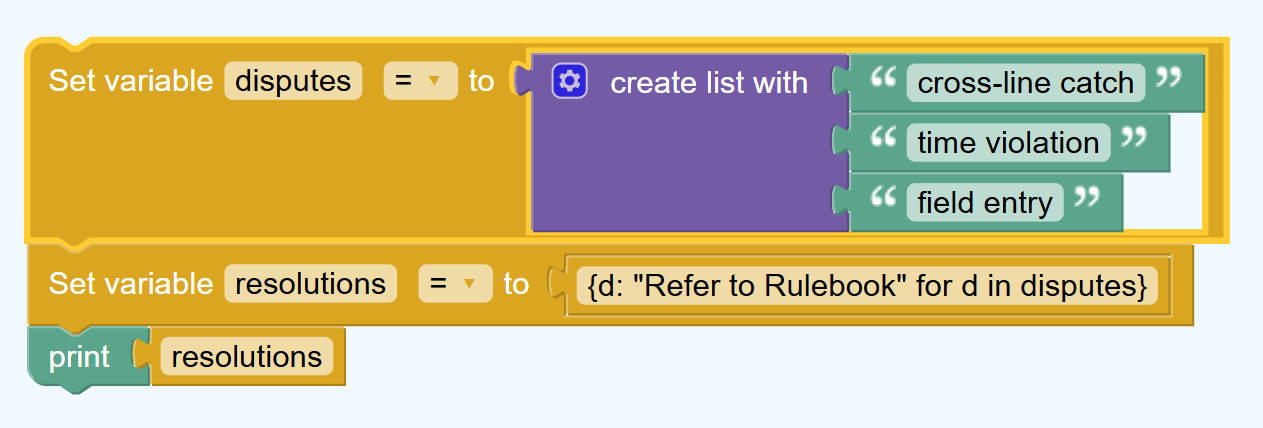 Set variable disputes = to create list with “ cross-line catch ”
“ time violation ”
“ field entry ”
Set variable resolutions = to {d: "Refer to Rulebook" for d in disputes}
print resolutions